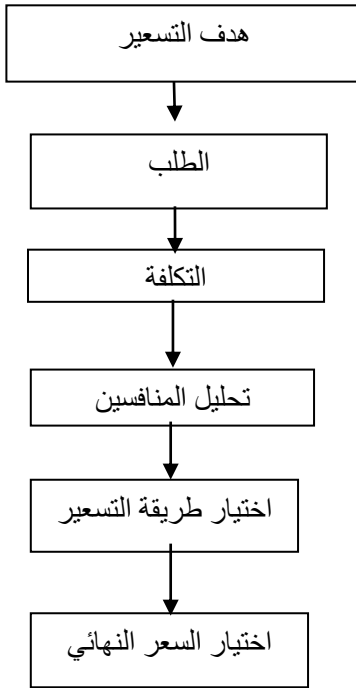 هدف التسعير
الطلب
التكلفة
تحليل المنافسين
اختيار طريقة التسعير
اختيار السعر النهائي